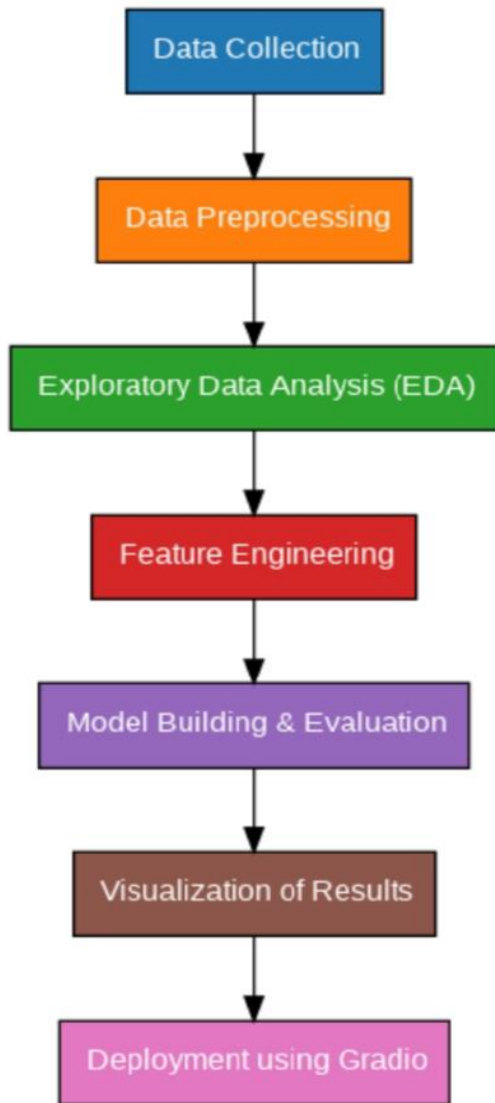 Data Collection
Data Preprocessing
Exploratory Data Analysis (EDA)
Feature Engineering
Model Building & Evaluation
Visualization of Results
Deployment using Gradio